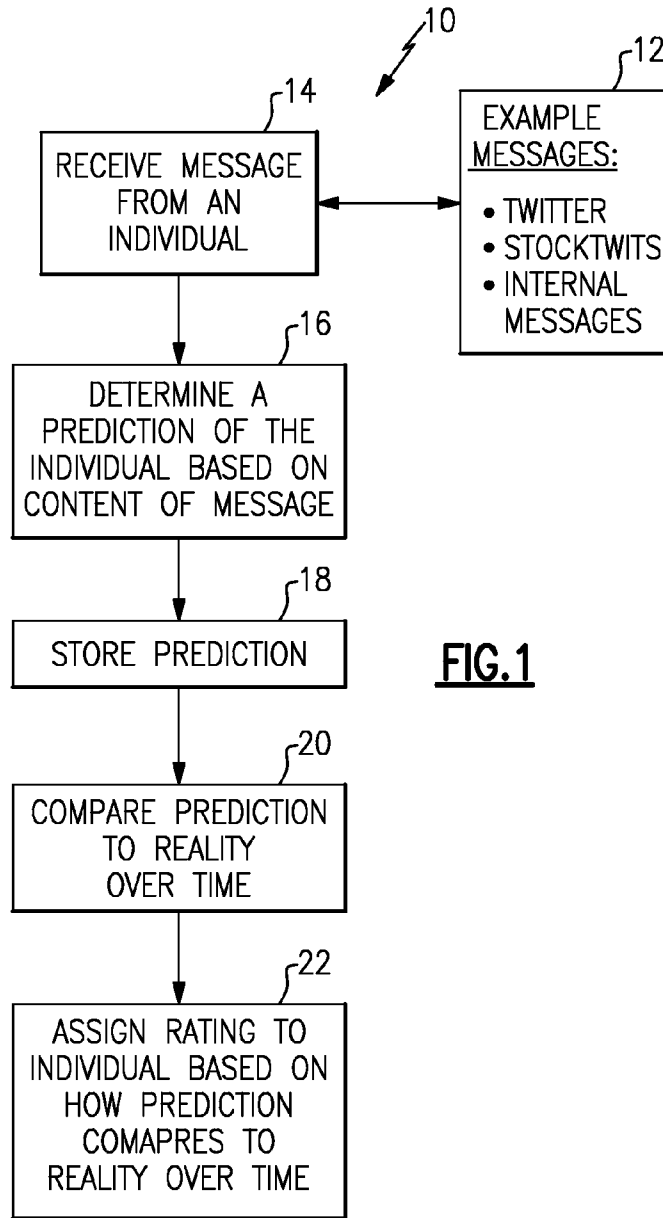 10
14
RECEIVE MESSAGE
FROM AN
INDIVIDUAL
12
EXAMPLE
MESSAGES:
• TWITTER
• STOCKTWITS
• INTERNAL
MESSAGES
16
DETERMINE A
PREDICTION OF THE
INDIVIDUAL BASED ON
CONTENT OF MESSAGE
18
STORE PREDICTION
FIG.1
20
COMPARE PREDICTION
TO REALITY
OVER TIME
22
ASSIGN RATING TO
INDIVIDUAL BASED ON
HOW PREDICTION
COMAPRES TO
REALITY OVER TIME